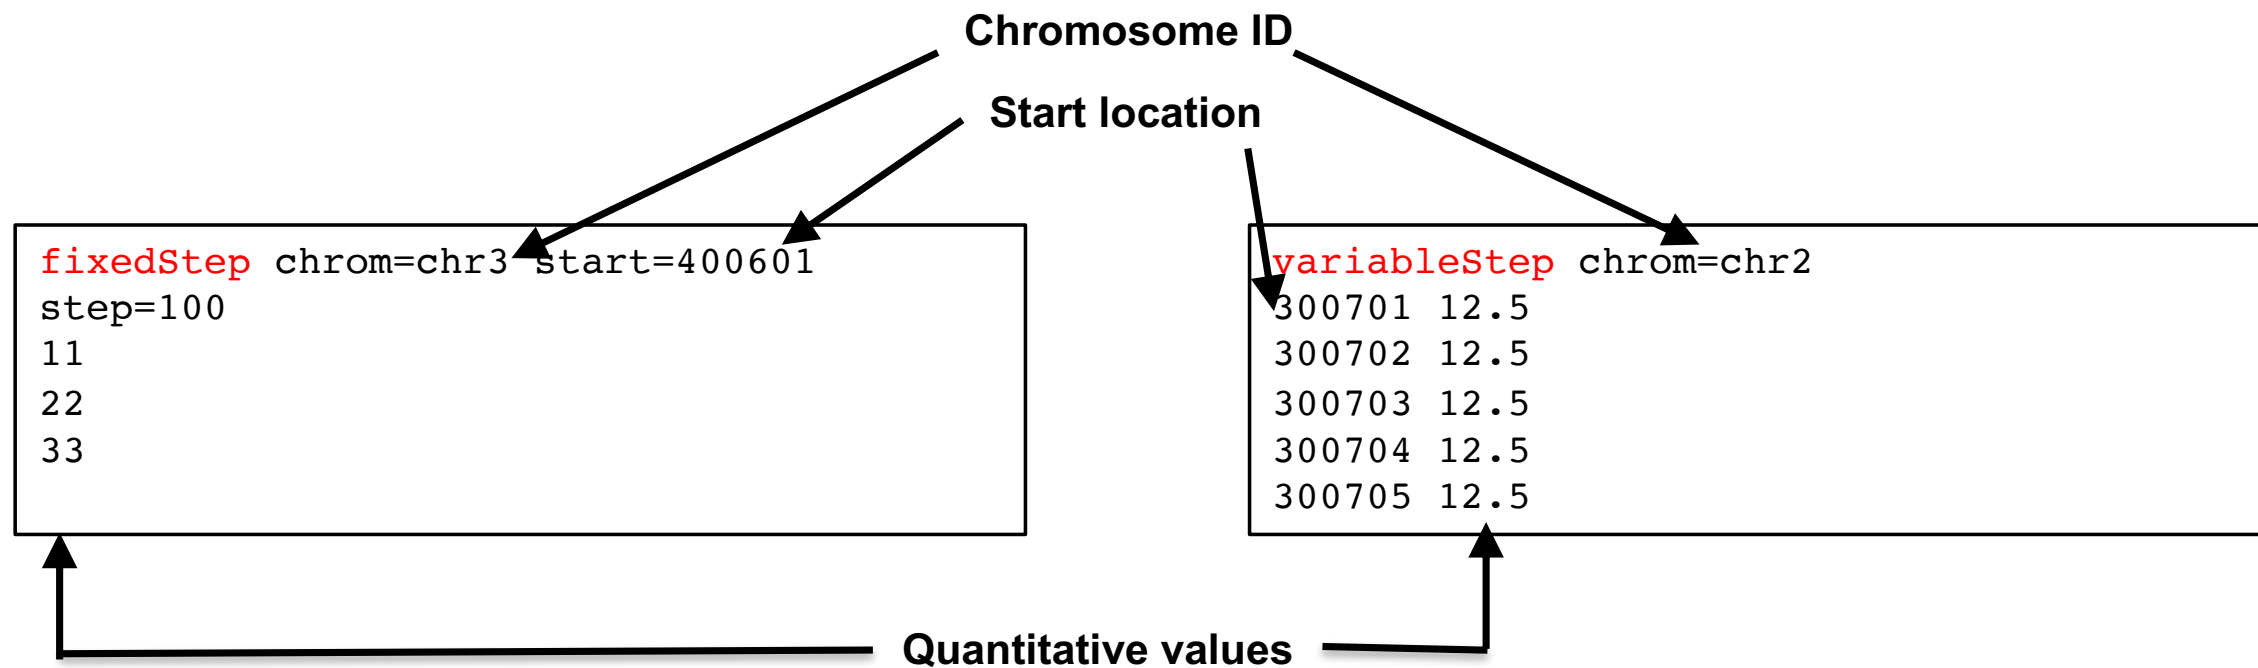 Chromosome ID
Start location
fixedStep chrom=chr3 start=400601
step=100
11
22
33
variableStep chrom=chr2
300701 12.5
300702 12.5
300703 12.5
300704 12.5
300705 12.5
Quantitative values